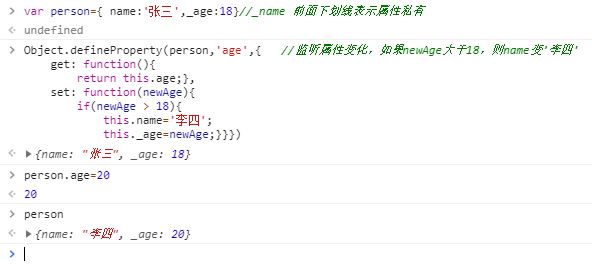 var person={ name:'张三',_age:18}//_name 前面下划线表示属性私有
undefined
Object.defineProperty(person,'age',{ //监听属性变化，如果newAge大于18，则name变'李四'
get: function(){
return this.age;},
set: function(newAge){
if(newAge > 18){
this.name='李四';
this._age=newAge;}}})
{name: "张三", _age: 18}
person.age=20
20
person
{name: "李四", _age: 20}